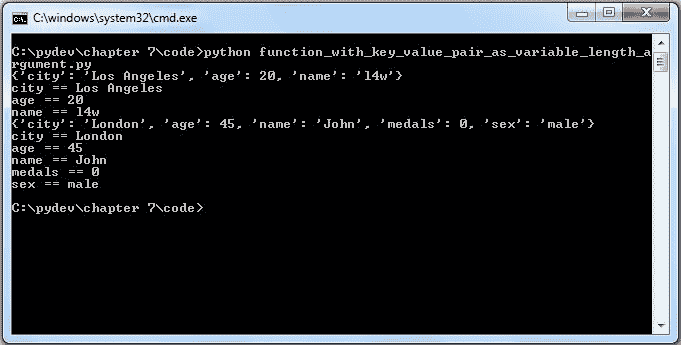 C:\windows\system32\cmd.exe
C:\pydev\chapter 7\code>python function_with_key_value_pair_as_variable_length_a
rgument.py
{'city': 'Los Angeles', 'age': 20, 'name': 'l4w'}
city == Los Angeles
age == 20
name == l4w
{'city': 'London', 'age': 45, 'name': 'John', 'medals': 0, 'sex': 'male'}
city == London
age == 45
name == John
medals == 0
sex == male
C:\pydev\chapter 7\code>